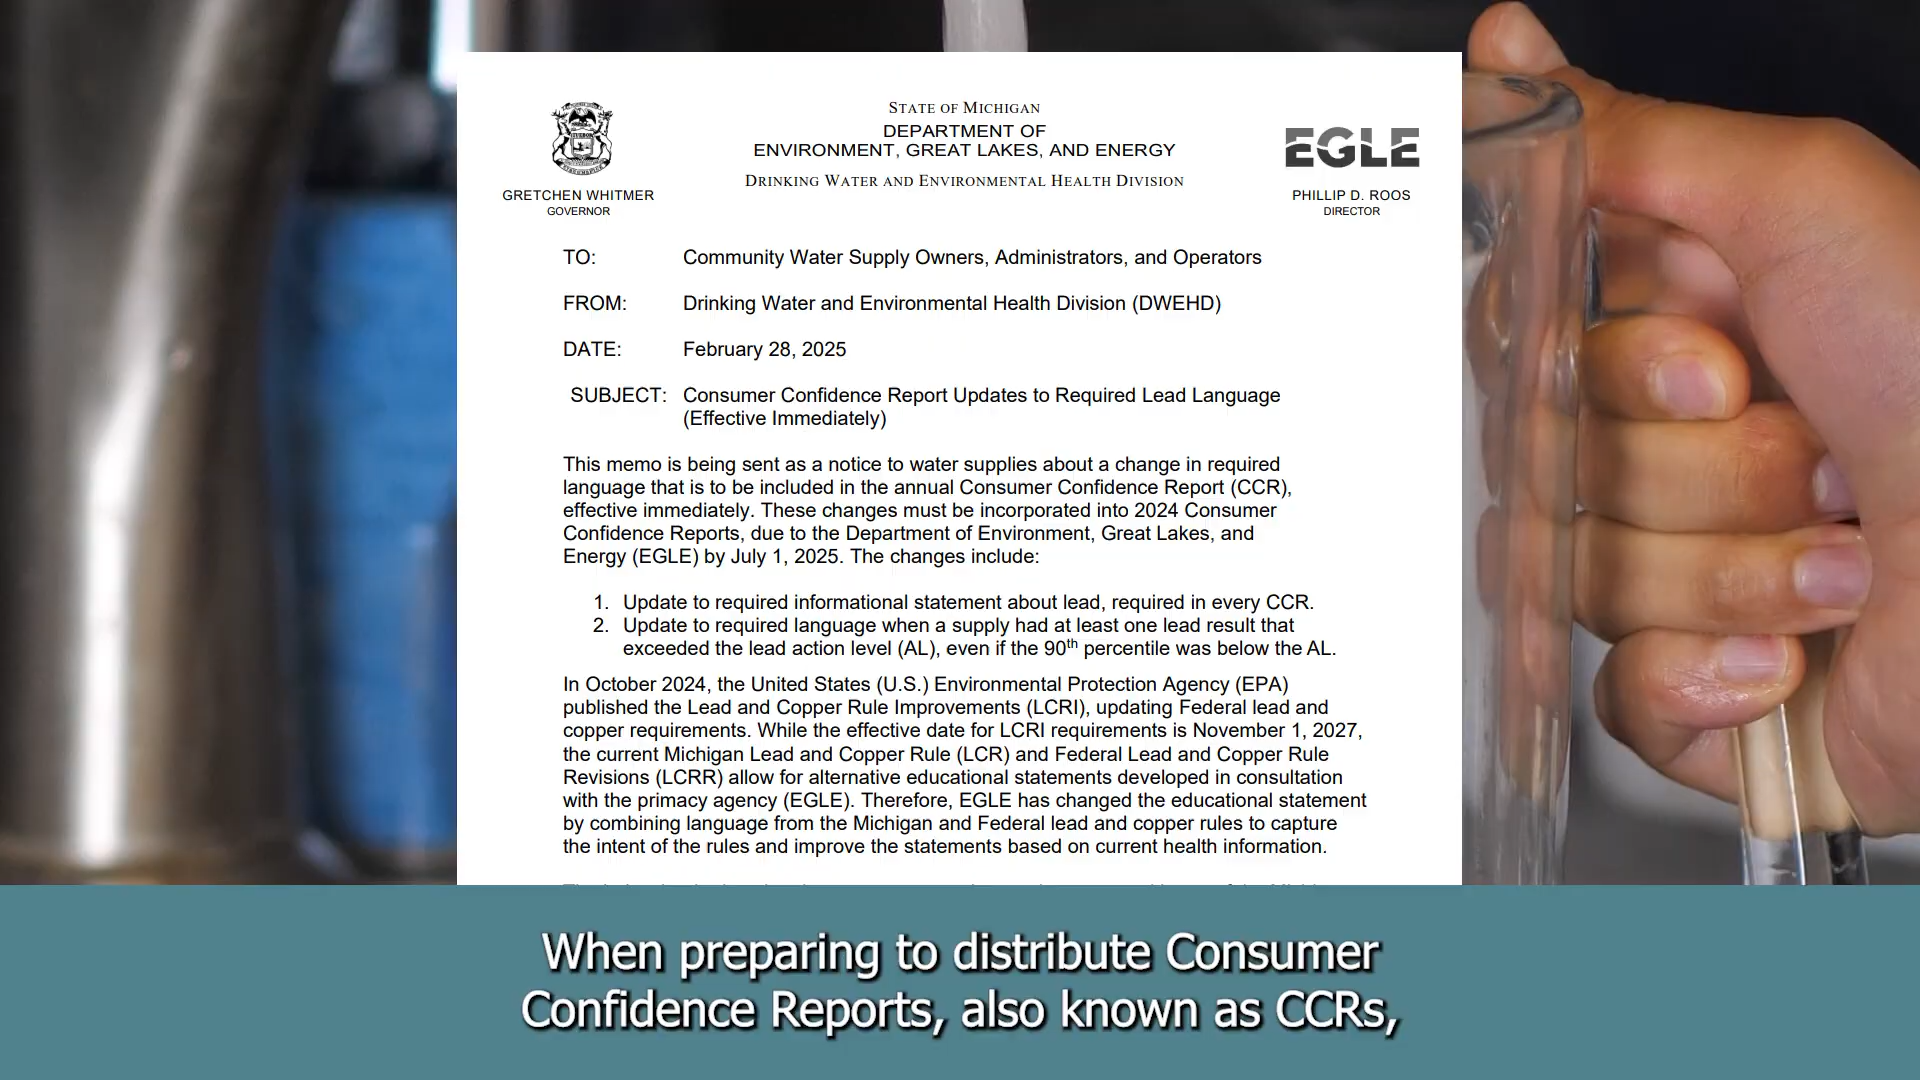 STATE OF MICHIGAN
DEPARTMENT OF
ENVIRONMENT, GREAT LAKES, AND ENERGY
DRINKING WATER AND ENVIRONMENTAL HEALTH DIVISION
GRETCHEN WHITMER
GOVERNOR
EGLE
PHILLIP D. ROOS
DIRECTOR
TO: Community Water Supply Owners, Administrators, and Operators
FROM: Drinking Water and Environmental Health Division (DWEHD)
DATE: February 28, 2025
SUBJECT: Consumer Confidence Report Updates to Required Lead Language
(Effective Immediately)
This memo is being sent as a notice to water supplies about a change in required
language that is to be included in the annual Consumer Confidence Report (CCR),
effective immediately. These changes must be incorporated into 2024 Consumer
Confidence Reports, due to the Department of Environment, Great Lakes, and
Energy (EGLE) by July 1, 2025. The changes include:
1. Update to required informational statement about lead, required in every CCR.
2. Update to required language when a supply had at least one lead result that
exceeded the lead action level (AL), even if the 90th percentile was below the AL.
In October 2024, the United States (U.S.) Environmental Protection Agency (EPA)
published the Lead and Copper Rule Improvements (LCRI), updating Federal lead and
copper requirements. While the effective date for LCRI requirements is November 1, 2027,
the current Michigan Lead and Copper Rule (LCR) and Federal Lead and Copper Rule
Revisions (LCRR) allow for alternative educational statements developed in consultation
with the primacy agency (EGLE). Therefore, EGLE has changed the educational statement
by combining language from the Michigan and Federal lead and copper rules to capture
the intent of the rules and improve the statements based on current health information.
When preparing to distribute Consumer
Confidence Reports, also known as CCRs,